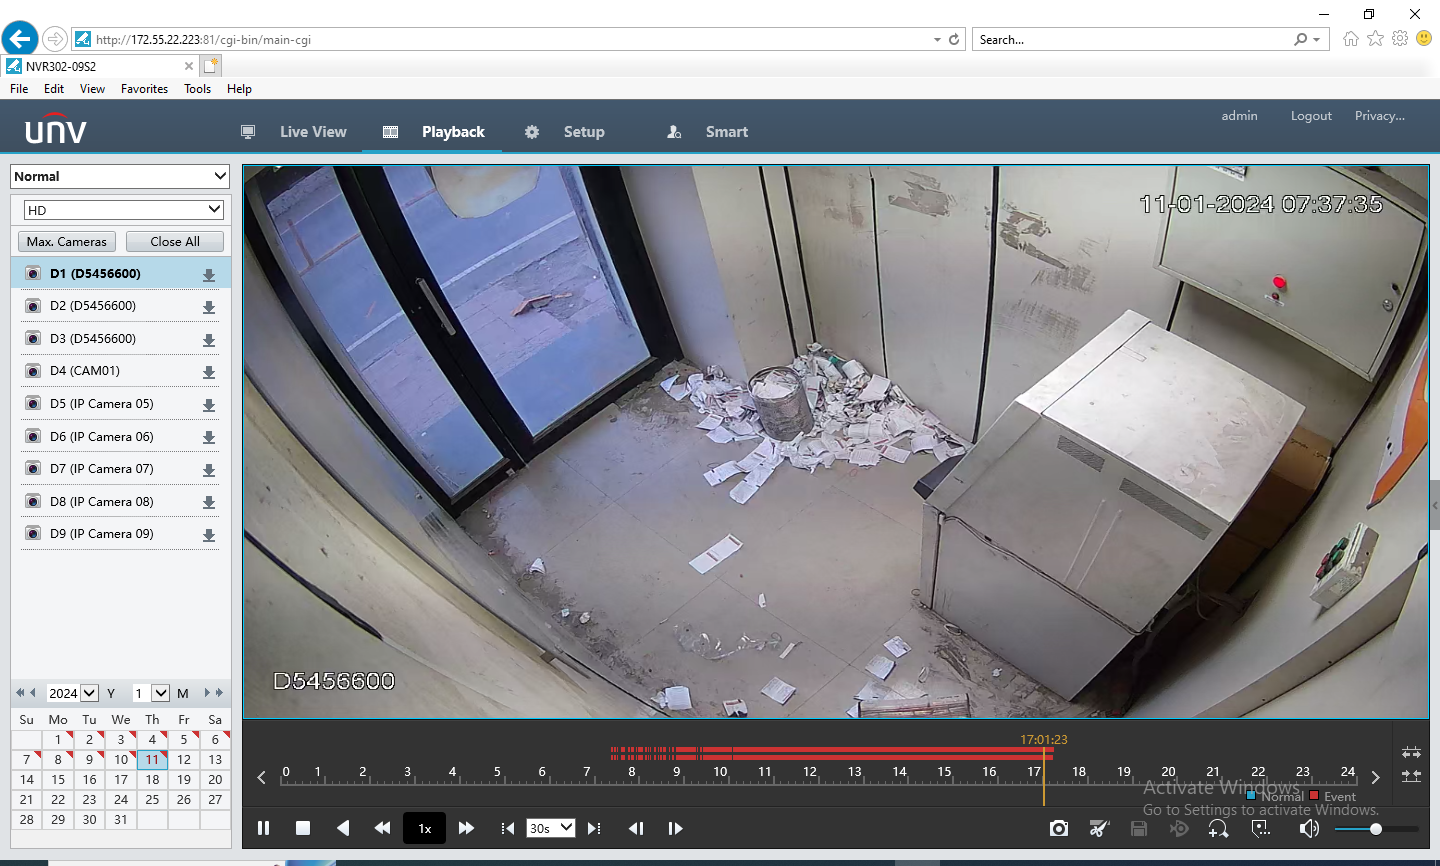 http://172.55.22.223:81/cgi-bin/main-cgi
Search...
NVR302-09S2
File Edit View Favorites Tools Help
unv
Live View
Playback
Setup
Smart
admin
Logout
Privacy...
Normal
HD
Max. Cameras
Close All
D1 (D5456600)
D2 (D5456600)
D3 (D5456600)
D4 (CAM01)
D5 (IP Camera 05)
D6 (IP Camera 06)
D7 (IP Camera 07)
D8 (IP Camera 08)
D9 (IP Camera 09)
2024 Y 1 M
Su Mo Tu We Th Fr Sa
1 2 3 4 5 6
7 8 9 10 11 12 13
14 15 16 17 18 19 20
21 22 23 24 25 26 27
28 29 30 31
11-01-2024 07:37:35
D5456600
17:01:23
0 1 2 3 4 5 6 7 8 9 10 11 12 13 14 15 16 17 18 19 20 21 22 23 24
Activate Windows
Normal Event
Go to Settings to activate Windows.
1x
30s